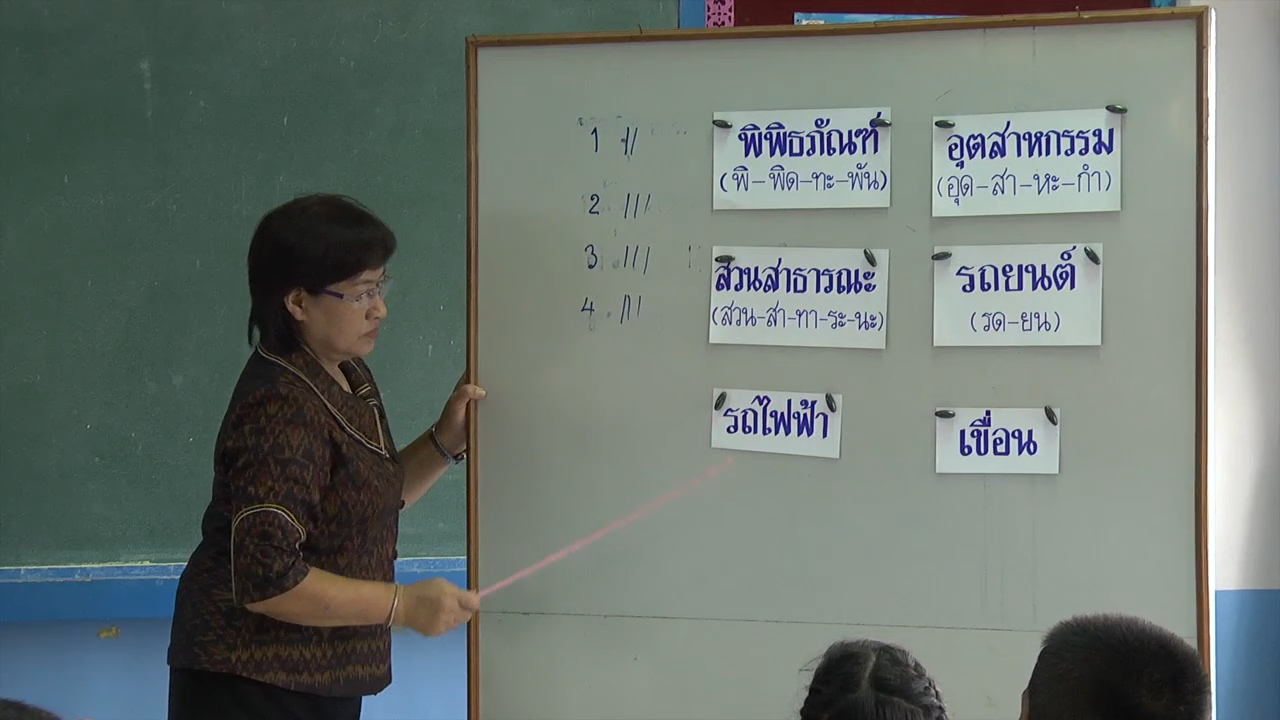 1 //
2 ///
3 ///
4 ///
พิพิธภัณฑ์
(พิ-พิด-ทะ-พัน)
อุตสาหกรรม
(อุด-สา-หะ-กำ)
สวนสาธารณะ
(สวน-สา-ทา-ระ-นะ)
รถยนต์
(รด-ยน)
รถไฟฟ้า
เขื่อน